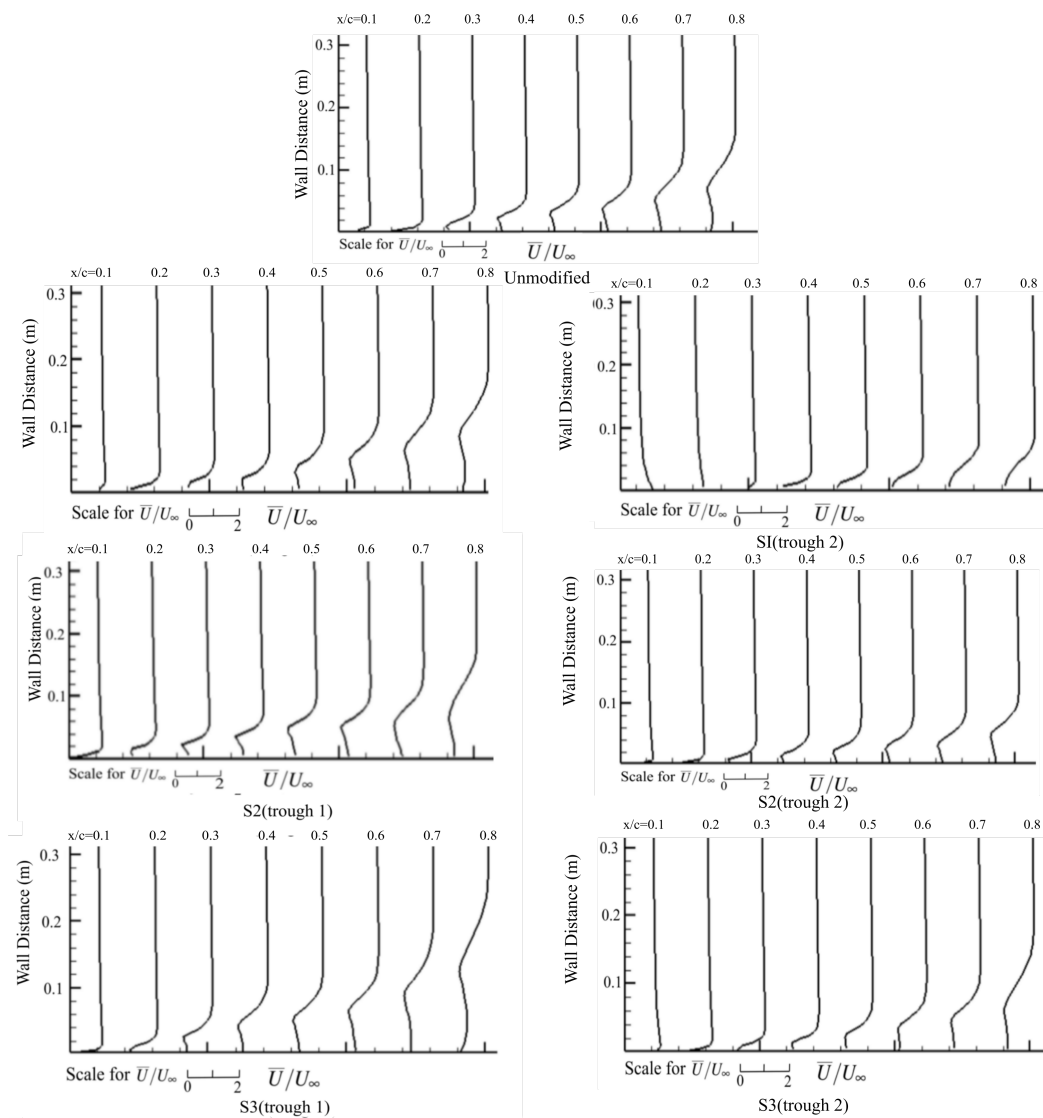 x/c=0.1 0.2 0.3 0.4 0.5 0.6 0.7 0.8
0.3
0.2
0.1
Wall Distance (m)
Scale for U̅/U∞ 0 2 U̅/U∞
Unmodified
x/c=0.1 0.2 0.3 0.4 0.5 0.6 0.7 0.8
0.3
0.2
0.1
Wall Distance (m)
Scale for U̅/U∞ 0 2 U̅/U∞
x/c=0.1 0.2 0.3 0.4 0.5 0.6 0.7 0.8
0.3
0.2
0.1
Wall Distance (m)
Scale for U̅/U∞ 0 2 U̅/U∞
SI(trough 2)
x/c=0.1 0.2 0.3 0.4 0.5 0.6 0.7 0.8
0.3
0.2
0.1
Wall Distance (m)
Scale for U̅/U∞ 0 2 U̅/U∞
S2(trough 1)
x/c=0.1 0.2 0.3 0.4 0.5 0.6 0.7 0.8
0.3
0.2
0.1
Wall Distance (m)
Scale for U̅/U∞ 0 2 U̅/U∞
S2(trough 2)
x/c=0.1 0.2 0.3 0.4 0.5 0.6 0.7 0.8
0.3
0.2
0.1
Wall Distance (m)
Scale for U̅/U∞ 0 2 U̅/U∞
S3(trough 1)
x/c=0.1 0.2 0.3 0.4 0.5 0.6 0.7 0.8
0.3
0.2
0.1
Wall Distance (m)
Scale for U̅/U∞ 0 2 U̅/U∞
S3(trough 2)